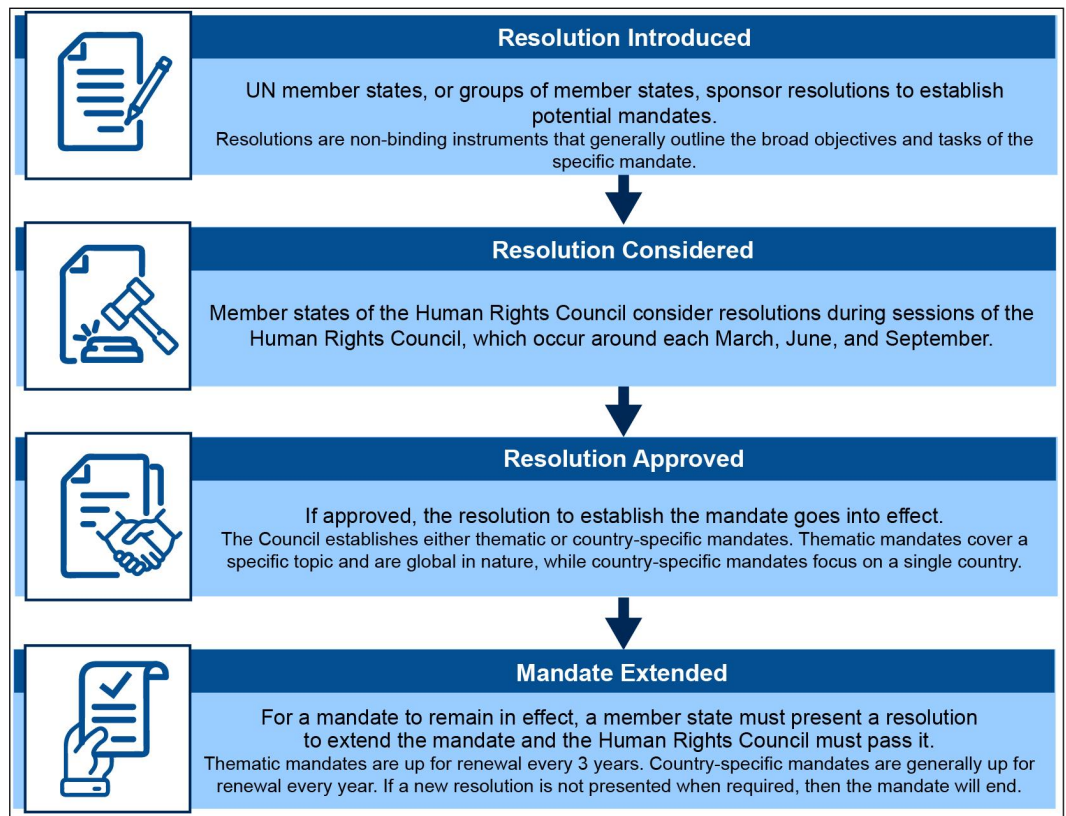 Resolution Introduced
UN member states, or groups of member states, sponsor resolutions to establish
potential mandates.
Resolutions are non-binding instruments that generally outline the broad objectives and tasks of the
specific mandate.
Resolution Considered
Member states of the Human Rights Council consider resolutions during sessions of the
Human Rights Council, which occur around each March, June, and September.
Resolution Approved
If approved, the resolution to establish the mandate goes into effect.
The Council establishes either thematic or country-specific mandates. Thematic mandates cover a
specific topic and are global in nature, while country-specific mandates focus on a single country.
Mandate Extended
For a mandate to remain in effect, a member state must present a resolution
to extend the mandate and the Human Rights Council must pass it.
Thematic mandates are up for renewal every 3 years. Country-specific mandates are generally up for
renewal every year. If a new resolution is not presented when required, then the mandate will end.